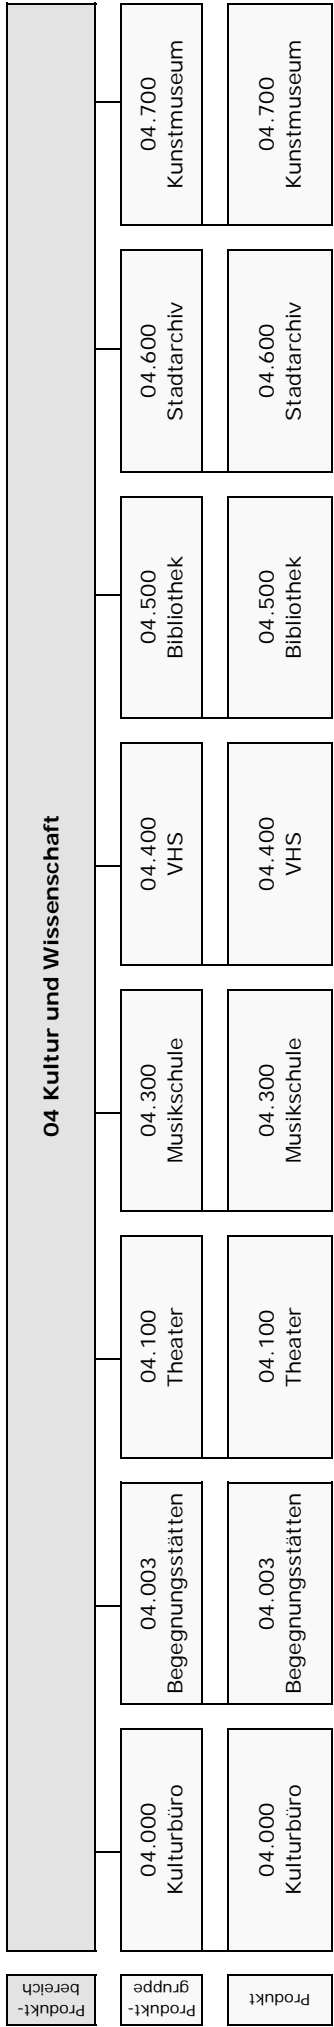 Produkt-
bereich
04 Kultur und Wissenschaft
Produkt-
gruppe
04.000
Kulturbüro
04.003
Begegnungsstätten
04.100
Theater
04.300
Musikschule
04.400
VHS
04.500
Bibliothek
04.600
Stadtarchiv
04.700
Kunstmuseum
Produkt
04.000
Kulturbüro
04.003
Begegnungsstätten
04.100
Theater
04.300
Musikschule
04.400
VHS
04.500
Bibliothek
04.600
Stadtarchiv
04.700
Kunstmuseum